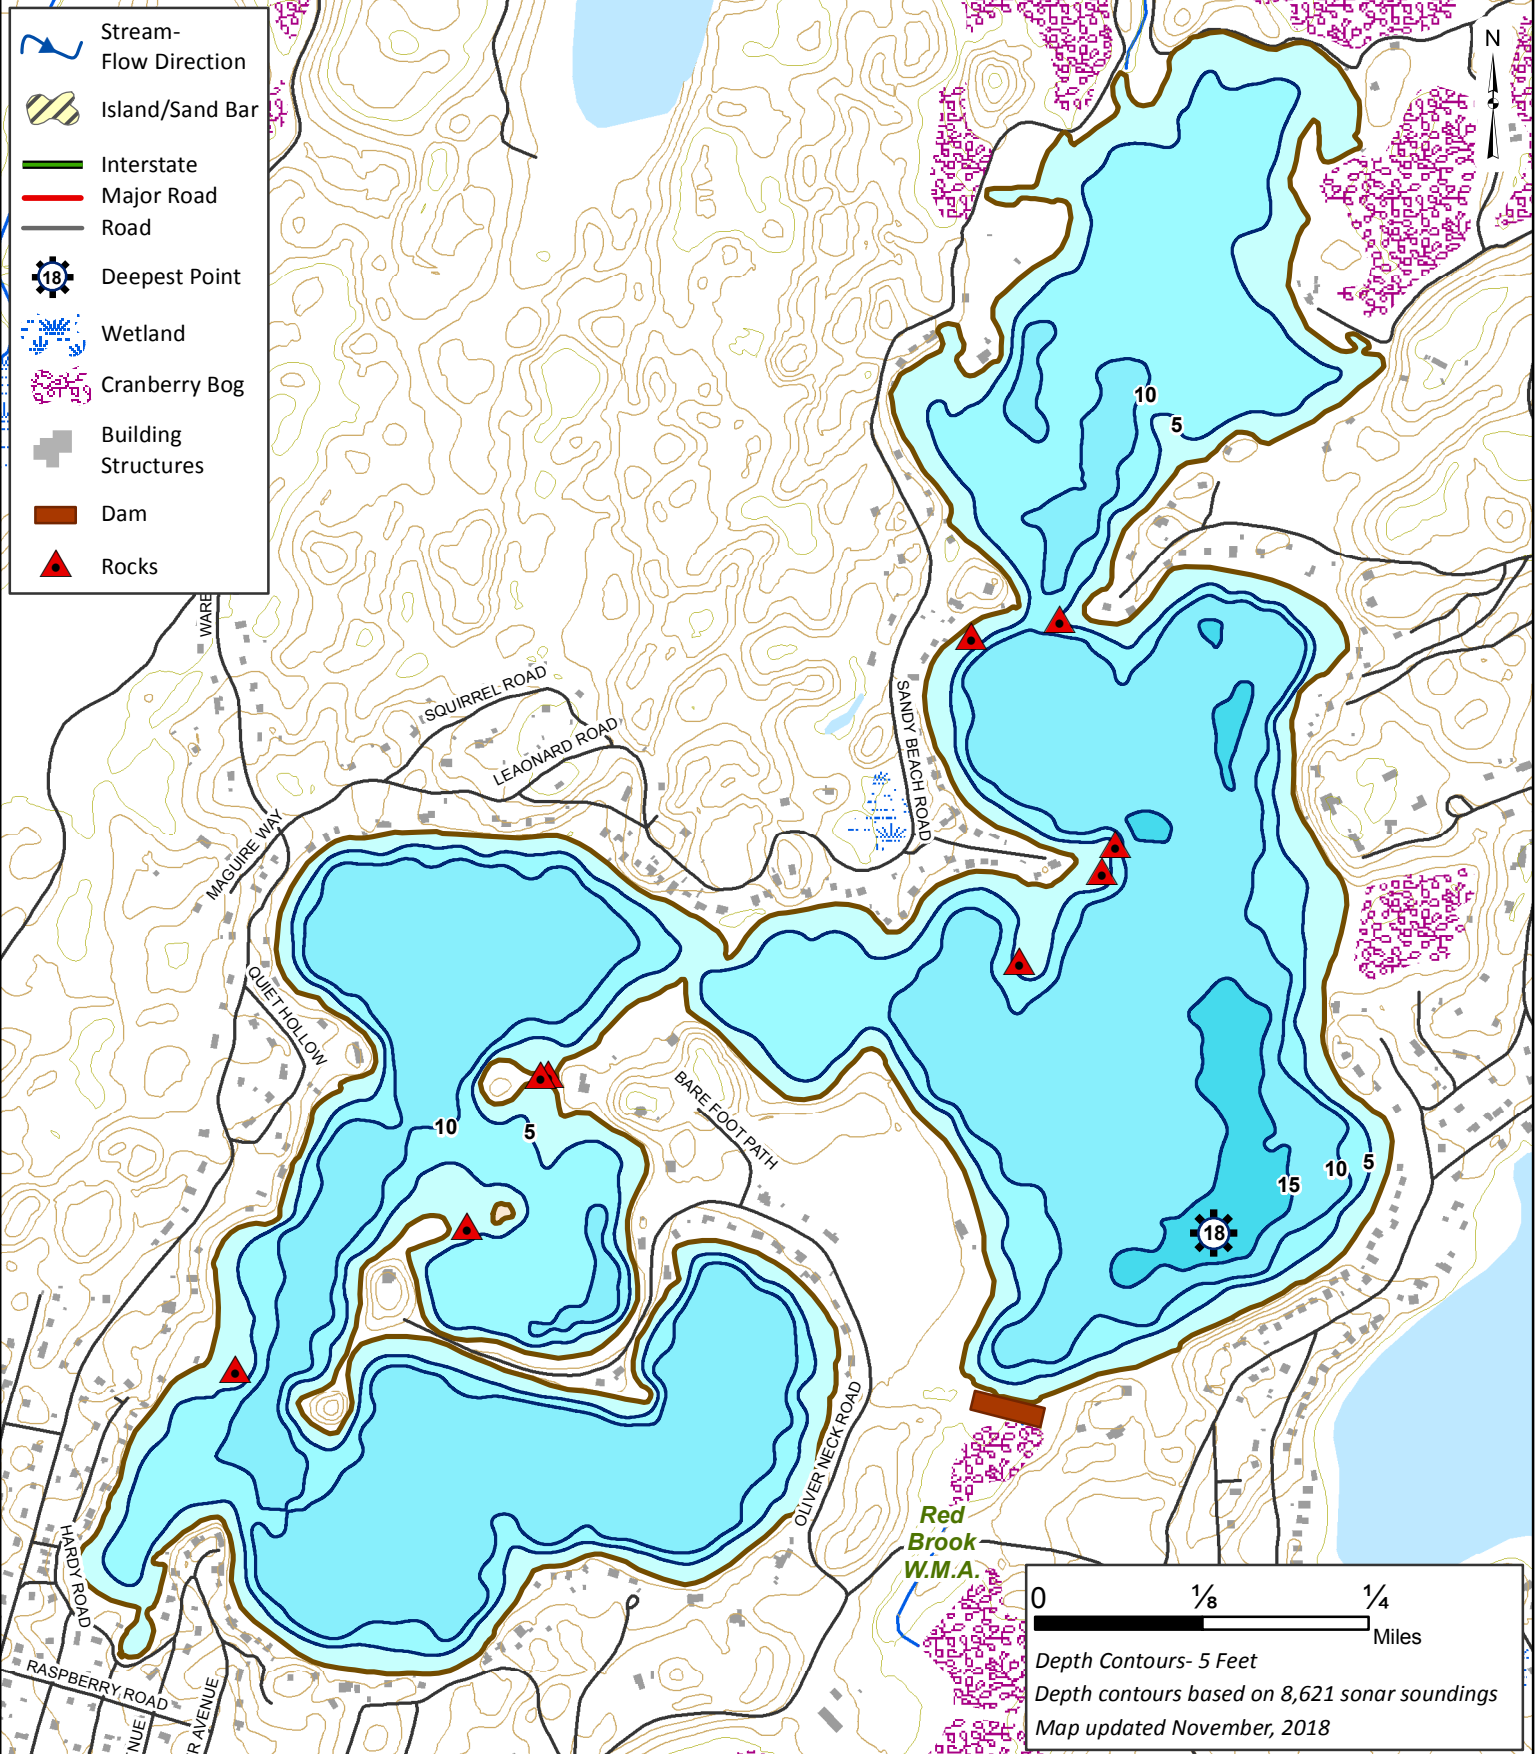 Stream-
Flow Direction
Island/Sand Bar
Interstate
Major Road
Road
18
Deepest Point
Wetland
Cranberry Bog
Building
Structures
Dam
Rocks
N
10
5
WARE
SQUIRREL ROAD
LEAONARD ROAD
SANDY BEACH ROAD
MAGUIRE WAY
QUIET HOLLOW
BARE FOOT PATH
10
5
10
5
15
18
OLIVER NECK ROAD
HARDY ROAD
RASPBERRY ROAD
NUE
R AVENUE
Red
Brook
W.M.A.
0 1/8 1/4
Miles
Depth Contours- 5 Feet
Depth contours based on 8,621 sonar soundings
Map updated November, 2018